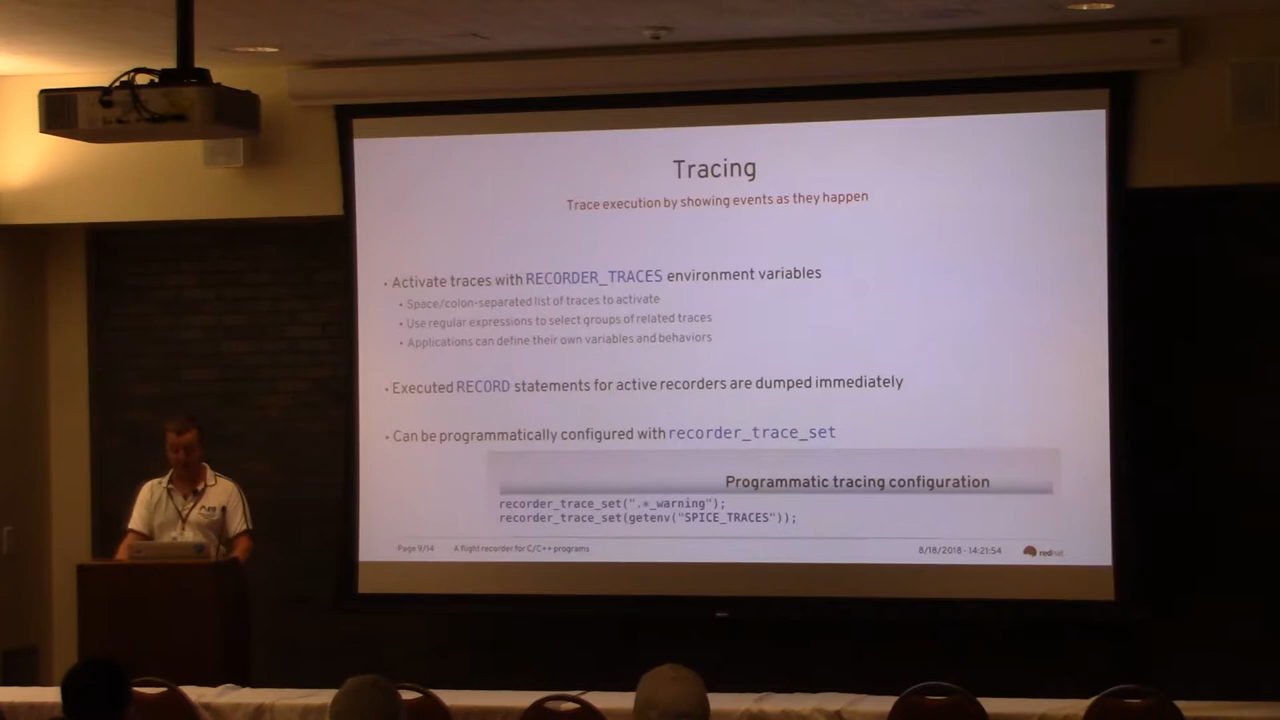 Tracing
Trace execution by showing events as they happen
• Activate traces with RECORDER_TRACES environment variables
• Space/colon-separated list of traces to activate
• Use regular expressions to select groups of related traces
• Applications can define their own variables and behaviors
• Executed RECORD statements for active recorders are dumped immediately
• Can be programmatically configured with recorder_trace_set
Programmatic tracing configuration
recorder_trace_set(".*_warning");
recorder_trace_set(getenv("SPICE_TRACES"));
Page 9/14 A flight recorder for C/C++ programs 8/18/2018 - 14:21:54 redhat